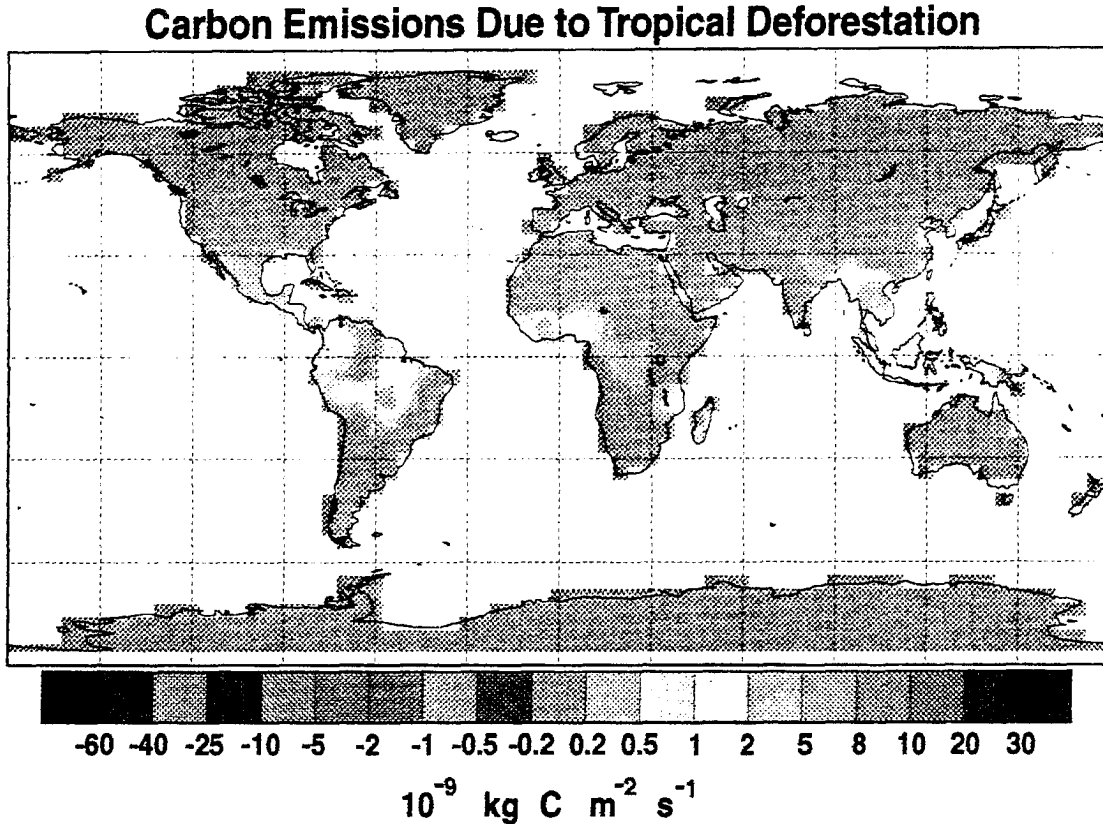 Carbon Emissions Due to Tropical Deforestation
-60 -40 -25 -10 -5 -2 -1 -0.5 -0.2 0.2 0.5 1 2 5 8 10 20 30
10⁻⁹ kg C m⁻² s⁻¹